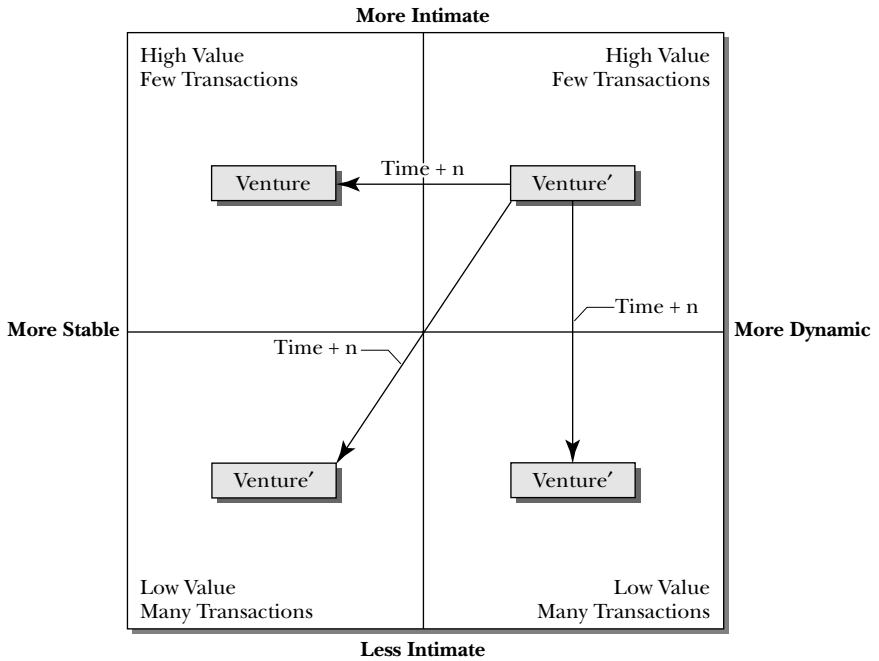 More Intimate
High Value
Few Transactions
High Value
Few Transactions
Time + n
Venture
Venture′
Time + n
More Stable
More Dynamic
Time + n
Venture′
Venture′
Low Value
Many Transactions
Low Value
Many Transactions
Less Intimate